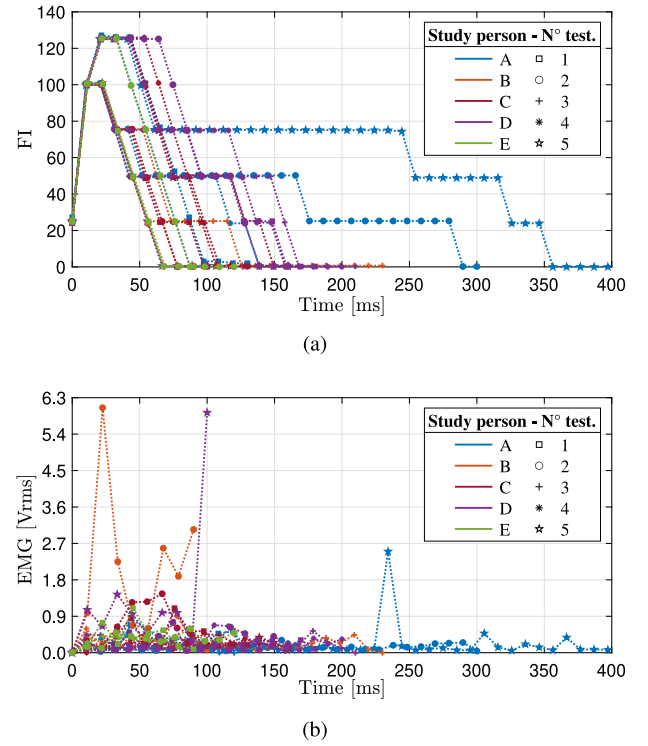 140
120
100
80
60
40
20
0
FI
0 50 100 150 200 250 300 350 400
Time [ms]
Study person - N° test.
A 1
B 2
C 3
D 4
E 5
(a)
6.3
5.4
4.5
3.6
2.7
1.8
0.9
0.0
EMG [Vrms]
0 50 100 150 200 250 300 350 400
Time [ms]
Study person - N° test.
A 1
B 2
C 3
D 4
E 5
(b)